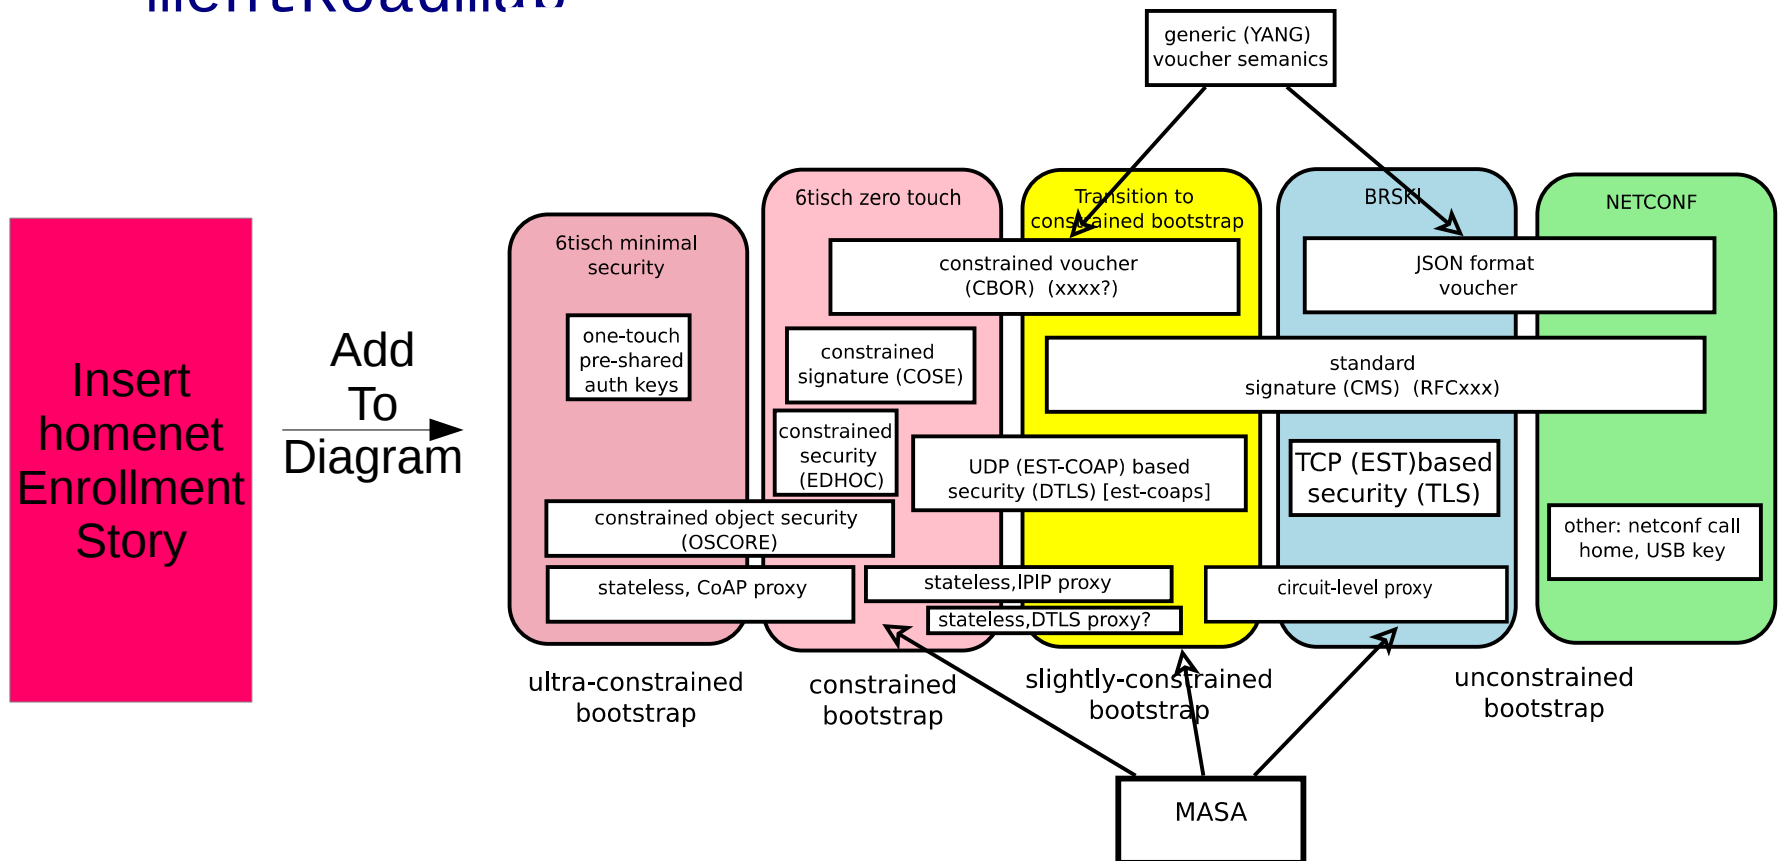 generic (YANG)
voucher semanics
6tisch minimal
security
6tisch zero touch
Transition to
constrained bootstrap
BRSKI
NETCONF
constrained voucher
(CBOR)  (xxxx?)
JSON format
voucher
one-touch
pre-shared
auth keys
constrained
signature (COSE)
standard
signature (CMS)  (RFCxxx)
constrained
security
(EDHOC)
UDP (EST-COAP) based
security (DTLS) [est-coaps]
TCP (EST)based
security (TLS)
constrained object security
(OSCORE)
other: netconf call
home, USB key
stateless, CoAP proxy
stateless,IPIP proxy
stateless,DTLS proxy?
circuit-level proxy
ultra-constrained
bootstrap
constrained
bootstrap
slightly-constrained
bootstrap
unconstrained
bootstrap
MASA
Insert
homenet
Enrollment
Story
Add
To
Diagram